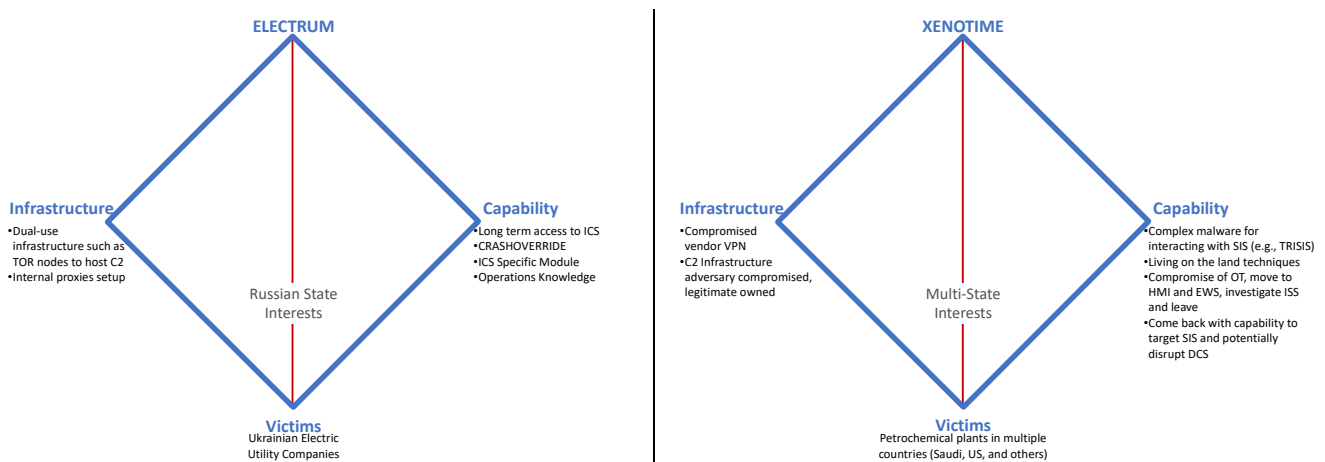 ELECTRUM
Infrastructure
•Dual-use
infrastructure such as
TOR nodes to host C2
•Internal proxies setup
Capability
•Long term access to ICS
•CRASHOVERRIDE
•ICS Specific Module
•Operations Knowledge
Russian State
Interests
Victims
Ukrainian Electric
Utility Companies
XENOTIME
Infrastructure
•Compromised
vendor VPN
•C2 Infrastructure
adversary compromised,
legitimate owned
Capability
•Complex malware for
interacting with SIS (e.g., TRISIS)
•Living on the land techniques
•Compromise of OT, move to
HMI and EWS, investigate ISS
and leave
•Come back with capability to
target SIS and potentially
disrupt DCS
Multi-State
Interests
Victims
Petrochemical plants in multiple
countries (Saudi, US, and others)